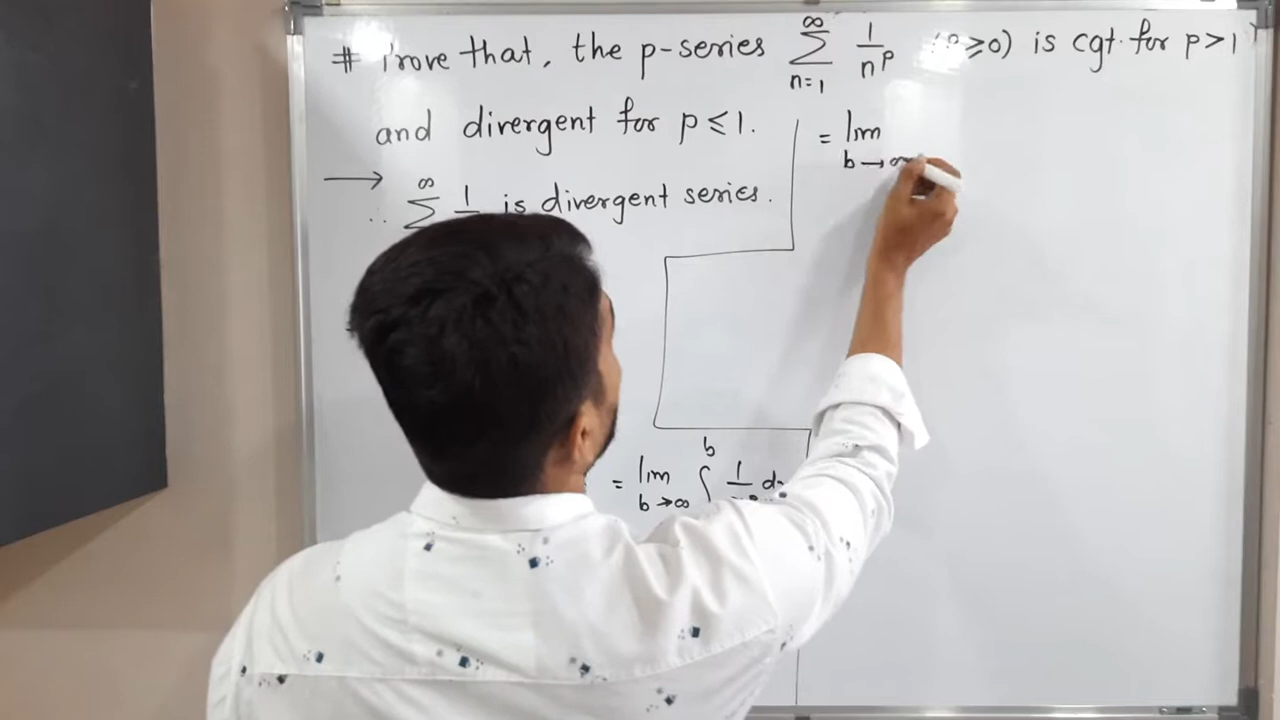 # Prove that, the p-series ∞ Σ n=1 1/n^p (P ≥ 0) is cgt. for p > 1
and divergent for p ≤ 1.
→ ∴ ∞ Σ 1 is divergent series.
= lim b→∞
= lim b→∞ ∫ b 1